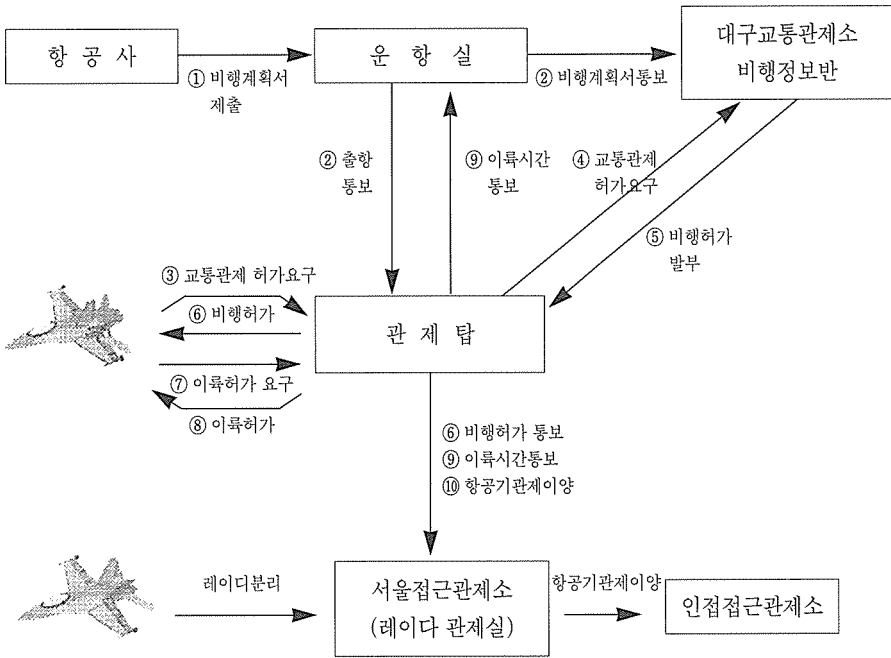 항 공 사
① 비행계획서
제출
운 항 실
② 비행계획서통보
대구교통관제소
비행정보반
② 출항
통보
⑨ 이륙시간
통보
④ 교통관제
허가요구
⑤ 비행허가
발부
③ 교통관제 허가요구
⑥ 비행허가
⑦ 이륙허가 요구
⑧ 이륙허가
관 제 탑
⑥ 비행허가 통보
⑨ 이륙시간통보
⑩ 항공기관제이양
레이디분리
서울접근관제소
(레이다 관제실)
항공기관제이양
인접접근관제소